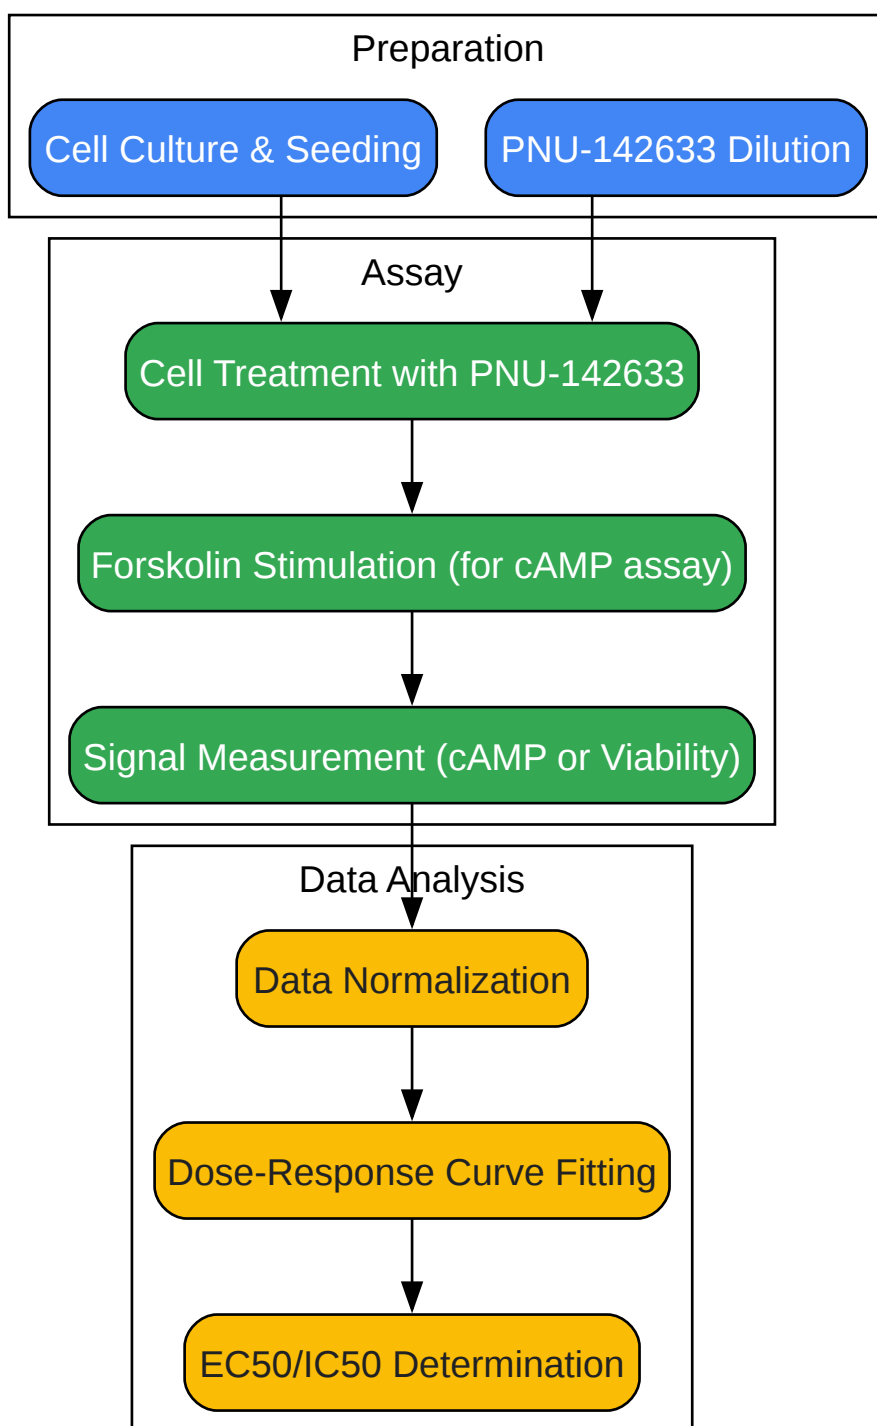 Preparation
Cell Culture & Seeding
PNU-142633 Dilution
Assay
Cell Treatment with PNU-142633
Forskolin Stimulation (for cAMP assay)
Signal Measurement (cAMP or Viability)
Data Analysis
Data Normalization
Dose-Response Curve Fitting
EC50/IC50 Determination